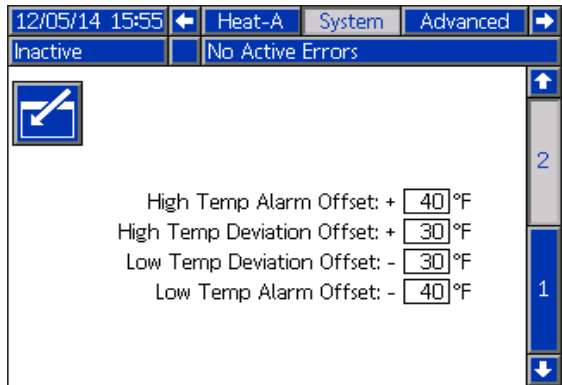 12/05/14 15:55 Heat-A System Advanced
Inactive No Active Errors
2
High Temp Alarm Offset: + 40 °F
High Temp Deviation Offset: + 30 °F
Low Temp Deviation Offset: - 30 °F
Low Temp Alarm Offset: - 40 °F
1